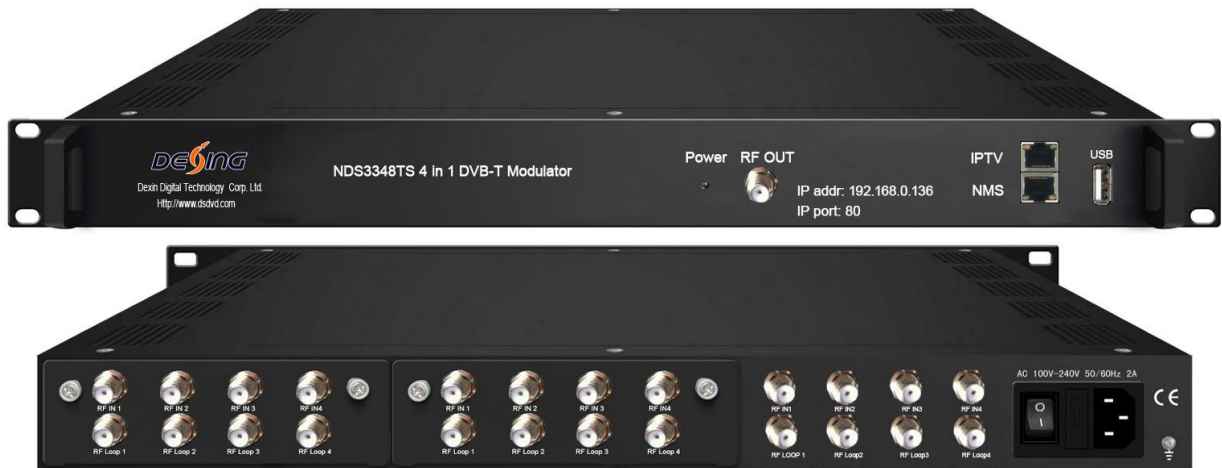 DESING
Dexin Digital Technology Corp. Ltd.
Http://www.dsdvd.com
NDS3348TS 4 in 1 DVB-T Modulator
Power RF OUT
IP addr: 192.168.0.136
IP port: 80
IPTV
NMS
USB
RF IN 1 RF IN 2 RF IN 3 RF IN4
RF Loop 1 RF Loop 2 RF Loop 3 RF Loop 4
RF IN 1 RF IN 2 RF IN 3 RF IN4
RF Loop 1 RF Loop 2 RF Loop 3 RF Loop 4
RF IN1 RF IN2 RF IN3 RF IN4
RF LOOP 1 RF Loop2 RF Loop3 RF Loop4
AC 100V-240V 50/60Hz 2A
O
I
CE